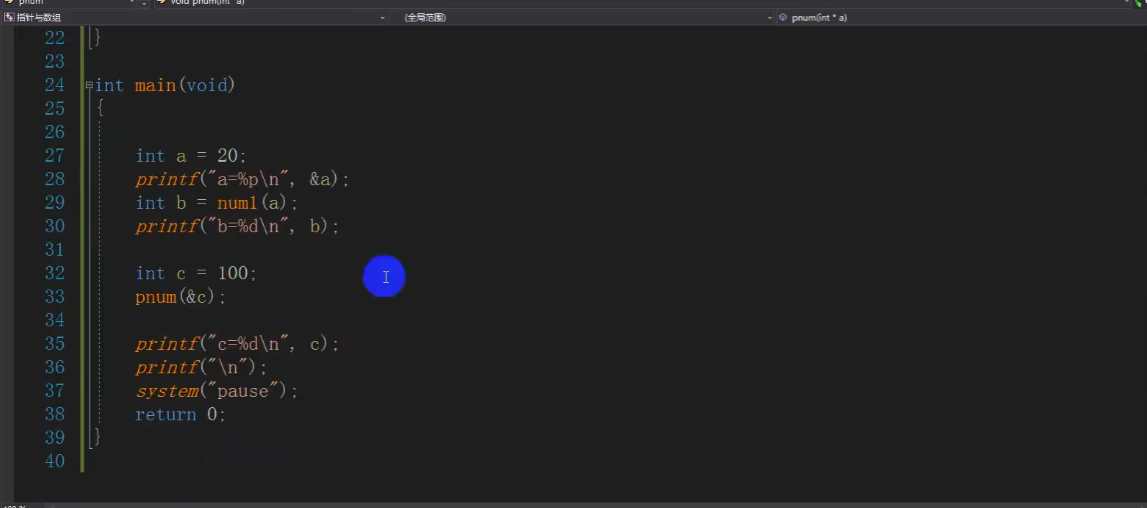 pnum void pnum(int * a)
指针与数组 (全局范围) pnum(int * a)
22 }
23
24 int main(void)
25 {
26
27 int a = 20;
28 printf("a=%p\n", &a);
29 int b = num1(a);
30 printf("b=%d\n", b);
31
32 int c = 100;
33 pnum(&c);
34
35 printf("c=%d\n", c);
36 printf("\n");
37 system("pause");
38 return 0;
39 }
40